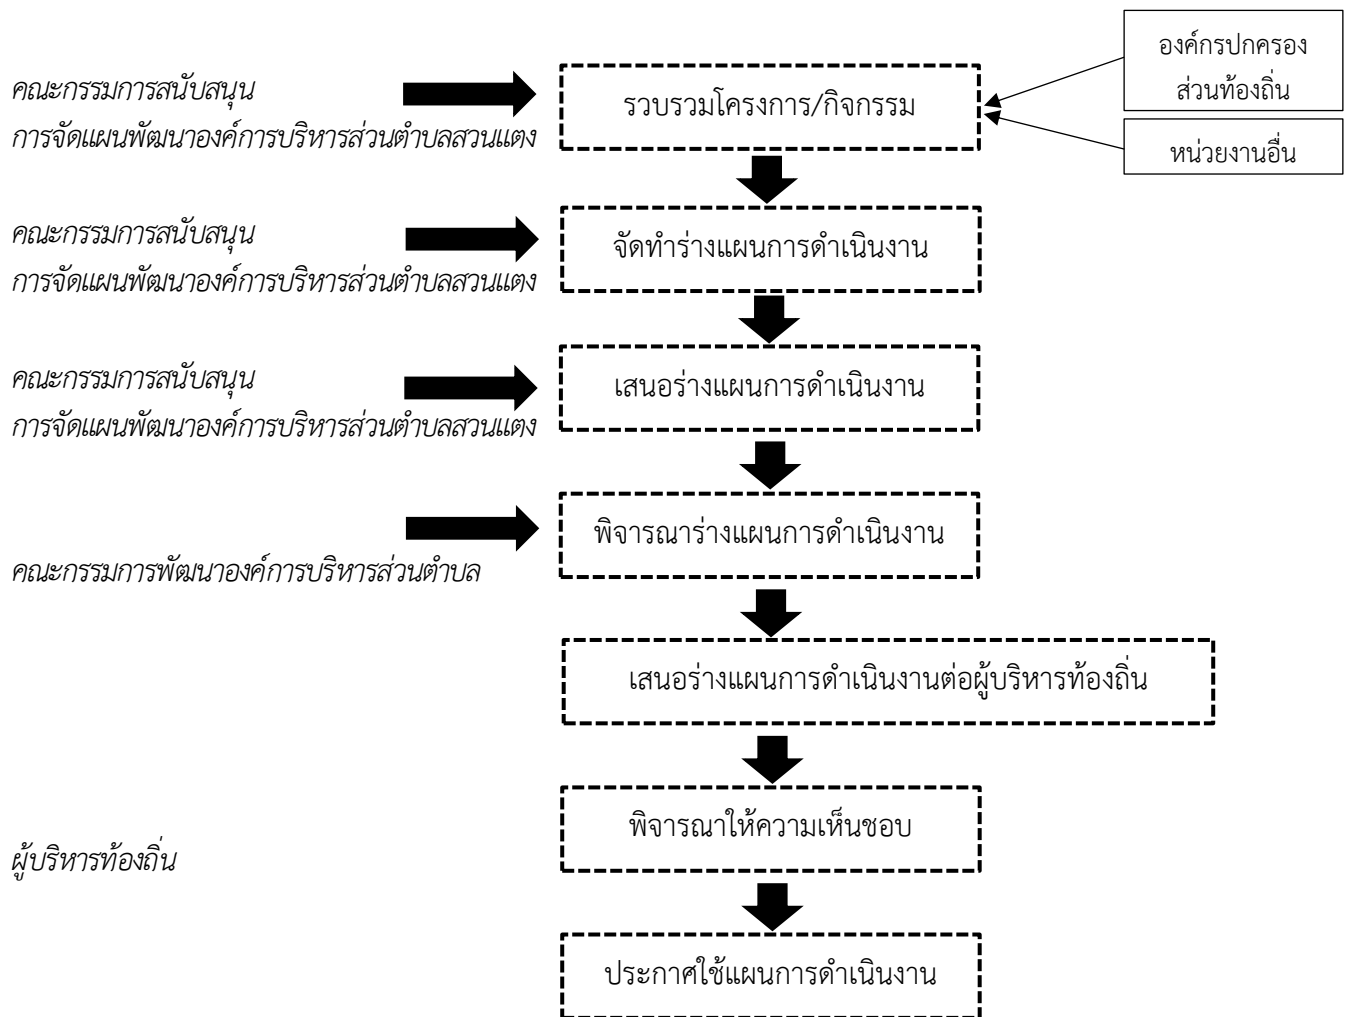 องค์กรปกครอง
ส่วนท้องถิ่น
คณะกรรมการสนับสนุน
การจัดแผนพัฒนาองค์การบริหารส่วนตำบลสวนแตง
รวบรวมโครงการ/กิจกรรม
หน่วยงานอื่น
คณะกรรมการสนับสนุน
การจัดแผนพัฒนาองค์การบริหารส่วนตำบลสวนแตง
จัดทำร่างแผนการดำเนินงาน
คณะกรรมการสนับสนุน
การจัดแผนพัฒนาองค์การบริหารส่วนตำบลสวนแตง
เสนอร่างแผนการดำเนินงาน
พิจารณาร่างแผนการดำเนินงาน
คณะกรรมการพัฒนาองค์การบริหารส่วนตำบล
เสนอร่างแผนการดำเนินงานต่อผู้บริหารท้องถิ่น
พิจารณาให้ความเห็นชอบ
ผู้บริหารท้องถิ่น
ประกาศใช้แผนการดำเนินงาน